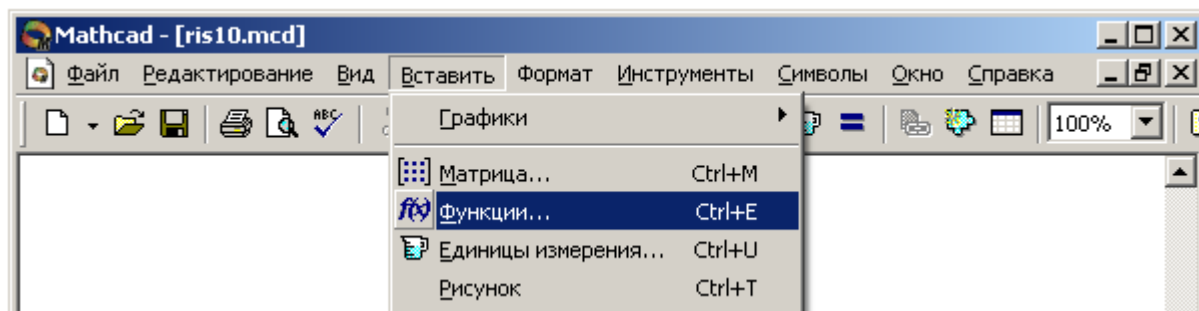 Mathcad - [ris10.mcd]
Файл Редактирование Вид Вставить Формат Инструменты Символы Окно Справка
ABC 100%
Графики
Матрица... Ctrl+M
f(x) Функции... Ctrl+E
Единицы измерения... Ctrl+U
Рисунок Ctrl+T